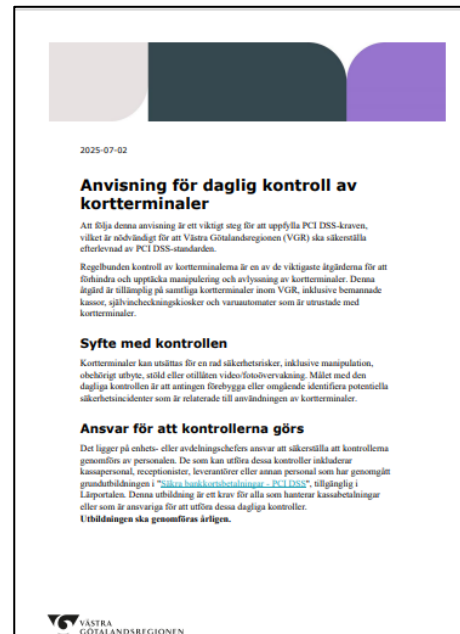 2025-07-02
Anvisning för daglig kontroll av
kortterminaler
Att följa denna anvisning är ett viktigt steg för att uppfylla PCI DSS-kraven,
vilket är nödvändigt för att Västra Götalandsregionen (VGR) ska säkerställa
efterlevnad av PCI DSS-standarden.
Regelbunden kontroll av kortterminalerna är en av de viktigaste åtgärderna för att
förhindra och upptäcka manipulering och avlyssning av kortterminaler. Denna
åtgärd är tillämplig på samtliga kortterminaler inom VGR, inklusive bemannade
kassor, självincheckningskiosker och varuautomater som är utrustade med
kortterminaler.
Syfte med kontrollen
Kortterminaler kan utsättas för en rad säkerhetsrisker, inklusive manipulation,
obehörigt utbyte, stöld eller otillåten video/fotoövervakning. Målet med den
dagliga kontrollen är att antingen förebygga eller omgående identifiera potentiella
säkerhetsincidenter som är relaterade till användningen av kortterminaler.
Ansvar för att kontrollerna görs
Det ligger på enhets- eller avdelningschefers ansvar att säkerställa att kontrollerna
genomförs av personalen. De som kan utföra dessa kontroller inkluderar
kassapersonal, receptionister, leverantörer eller annan personal som har genomgått
grundutbildningen i "Säkra bankkortsbetalningar - PCI DSS", tillgänglig i
Lärportalen. Denna utbildning är ett krav för alla som hanterar kassabetalningar
eller som är ansvariga för att utföra dessa dagliga kontroller.
Utbildningen ska genomföras årligen.
VÄSTRA
GÖTALANDSREGIONEN